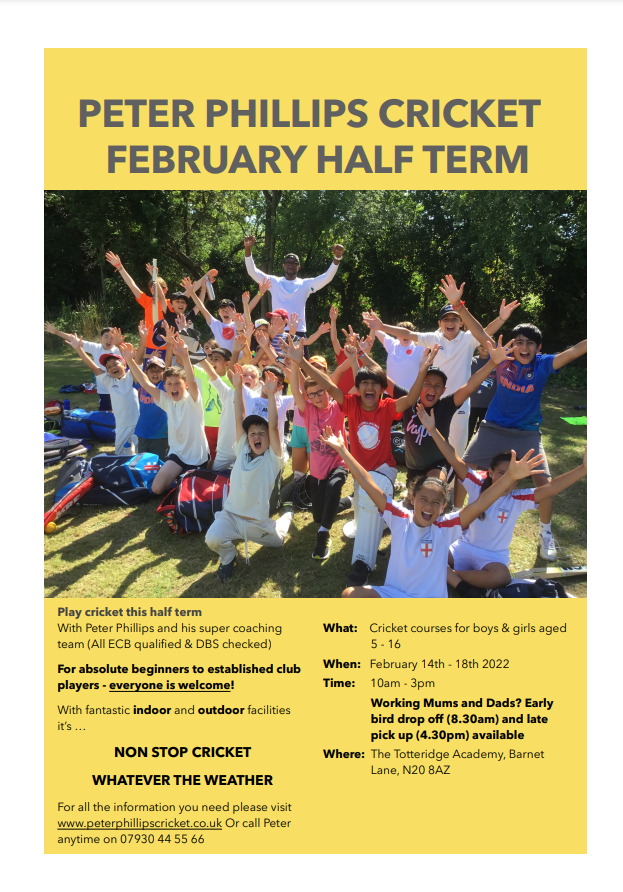 PETER PHILLIPS CRICKET
FEBRUARY HALF TERM
INDIA
INDIA
Play cricket this half term
With Peter Phillips and his super coaching
team (All ECB qualified & DBS checked)
For absolute beginners to established club
players - everyone is welcome!
With fantastic indoor and outdoor facilities
it's …
NON STOP CRICKET
WHATEVER THE WEATHER
For all the information you need please visit
www.peterphillipscricket.co.uk Or call Peter
anytime on 07930 44 55 66
What: Cricket courses for boys & girls aged
5 - 16
When: February 14th - 18th 2022
Time: 10am - 3pm
Working Mums and Dads? Early
bird drop off (8.30am) and late
pick up (4.30pm) available
Where: The Totteridge Academy, Barnet
Lane, N20 8AZ